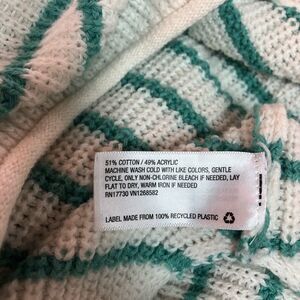 51% COTTON / 49% ACRYLIC
MACHINE WASH COLD WITH LIKE COLORS, GENTLE
CYCLE, ONLY NON-CHLORINE BLEACH IF NEEDED, LAY
FLAT TO DRY, WARM IRON IF NEEDED
RN17730 VN1268582
LABEL MADE FROM 100% RECYCLED PLASTIC